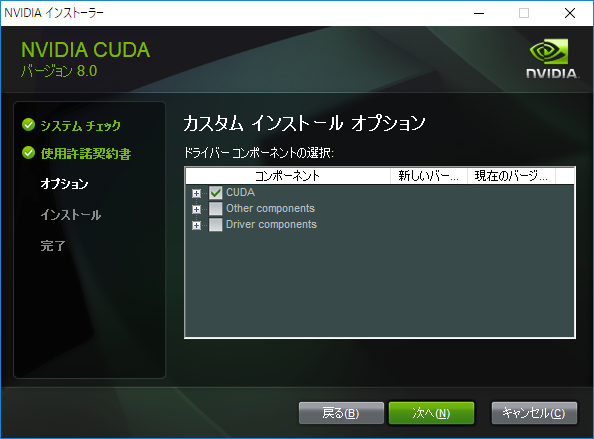 NVIDIA インストーラー
NVIDIA CUDA
バージョン 8.0
NVIDIA.
システム チェック
使用許諾契約書
オプション
インストール
完了
カスタム インストール オプション
ドライバー コンポーネントの選択:
コンポーネント 新しいバー... 現在のバージ...
CUDA
Other components
Driver components
戻る(B) 次へ(N) キャンセル(C)